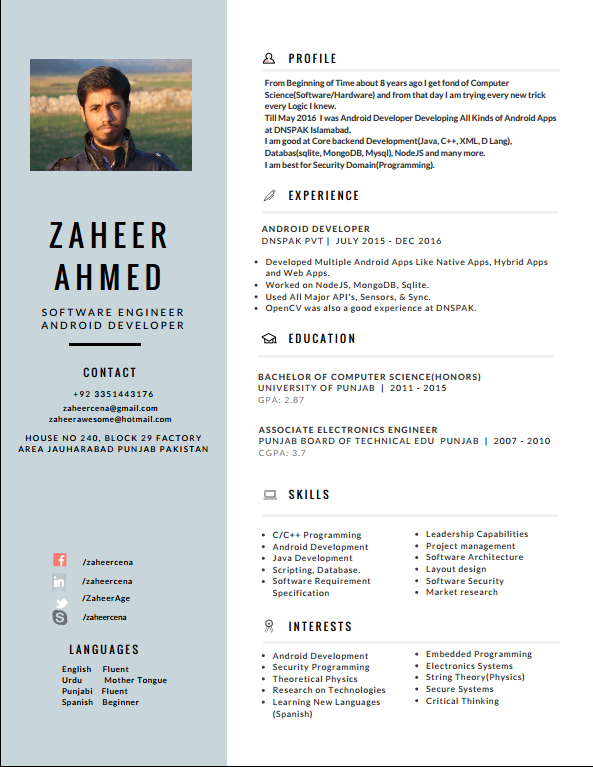 ZAHEER
AHMED
SOFTWARE ENGINEER
ANDROID DEVELOPER
CONTACT
+92 3351443176
zaheercena@gmail.com
zaheerawesome@hotmail.com
HOUSE NO 240, BLOCK 29 FACTORY
AREA JAUHARABAD PUNJAB PAKISTAN
/zaheercena
/zaheercena
/ZaheerAge
/zaheercena
LANGUAGES
English Fluent
Urdu Mother Tongue
Punjabi Fluent
Spanish Beginner
PROFILE
From Beginning of Time about 8 years ago I get fond of Computer
Science(Software/Hardware) and from that day I am trying every new trick
every Logic I knew.
Till May 2016 I was Android Developer Developing All Kinds of Android Apps
at DNSPAK Islamabad.
I am good at Core backend Development(Java, C++, XML, D Lang),
Databas(sqlite, MongoDB, Mysql), NodeJS and many more.
I am best for Security Domain(Programming).
EXPERIENCE
ANDROID DEVELOPER
DNSPAK PVT | JULY 2015 - DEC 2016
• Developed Multiple Android Apps Like Native Apps, Hybrid Apps
and Web Apps.
• Worked on NodeJS, MongoDB, Sqlite.
• Used All Major API's, Sensors, & Sync.
• OpenCV was also a good experience at DNSPAK.
EDUCATION
BACHELOR OF COMPUTER SCIENCE(HONORS)
UNIVERSITY OF PUNJAB | 2011 - 2015
GPA: 2.87
ASSOCIATE ELECTRONICS ENGINEER
PUNJAB BOARD OF TECHNICAL EDU PUNJAB | 2007 - 2010
CGPA: 3.7
SKILLS
• C/C++ Programming
• Android Development
• Java Development
• Scripting, Database.
• Software Requirement
Specification
• Leadership Capabilities
• Project management
• Software Architecture
• Layout design
• Software Security
• Market research
INTERESTS
• Android Development
• Security Programming
• Theoretical Physics
• Research on Technologies
• Learning New Languages
(Spanish)
• Embedded Programming
• Electronics Systems
• String Theory(Physics)
• Secure Systems
• Critical Thinking